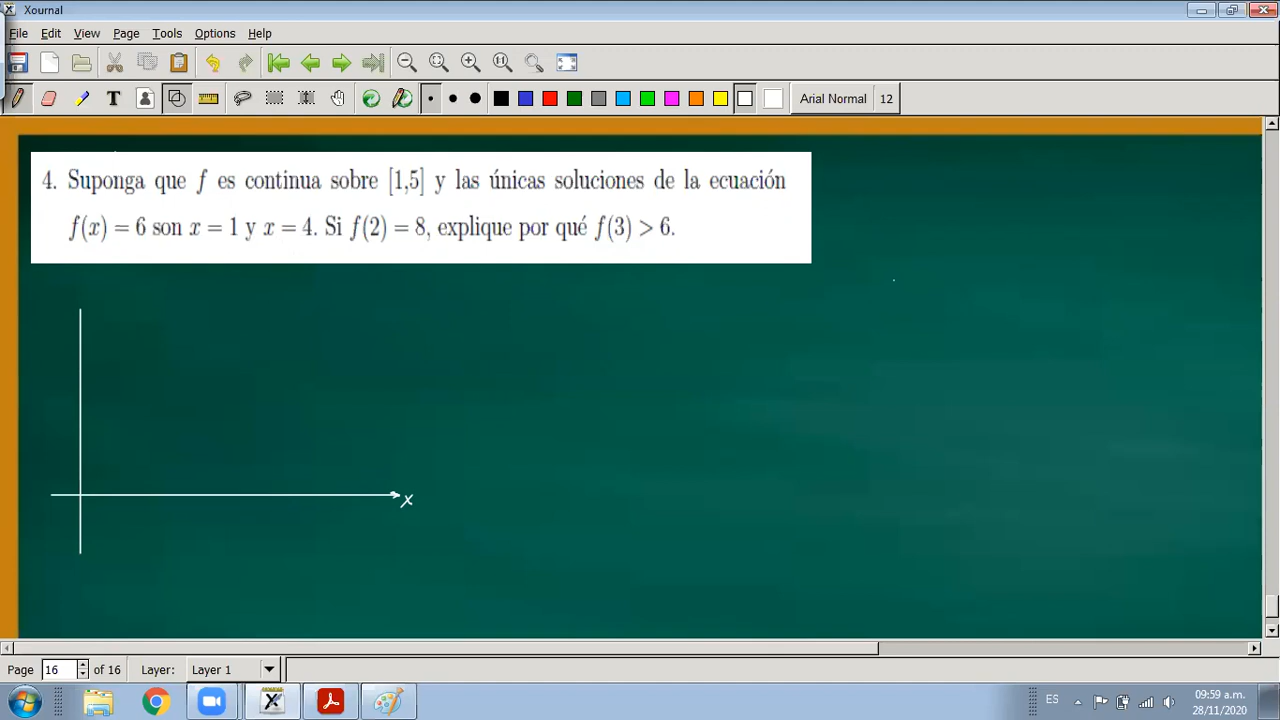 Xournal
File Edit View Page Tools Options Help
Arial Normal 12
4. Suponga que f es continua sobre [1,5] y las únicas soluciones de la ecuación
f(x) = 6 son x = 1 y x = 4. Si f(2) = 8, explique por qué f(3) > 6.
x
Page 16 of 16 Layer: Layer 1
ES 09:59 a.m.
28/11/2020